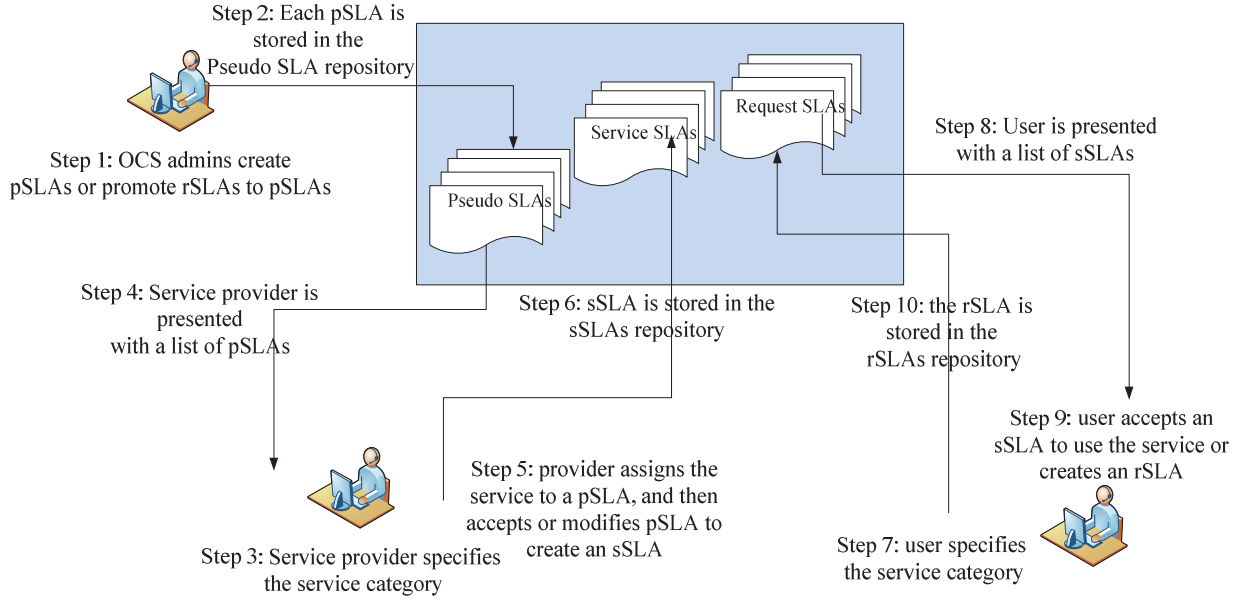 Step 2: Each pSLA is
stored in the
Pseudo SLA repository
Step 1: OCS admins create
pSLAs or promote rSLAs to pSLAs
Pseudo SLAs
Service SLAs
Request SLAs
Step 8: User is presented
with a list of sSLAs
Step 4: Service provider is
presented
with a list of pSLAs
Step 6: sSLA is stored in the
sSLAs repository
Step 10: the rSLA is
stored in the
rSLAs repository
Step 9: user accepts an
sSLA to use the service or
creates an rSLA
Step 5: provider assigns the
service to a pSLA, and then
accepts or modifies pSLA to
create an sSLA
Step 3: Service provider specifies
the service category
Step 7: user specifies
the service category